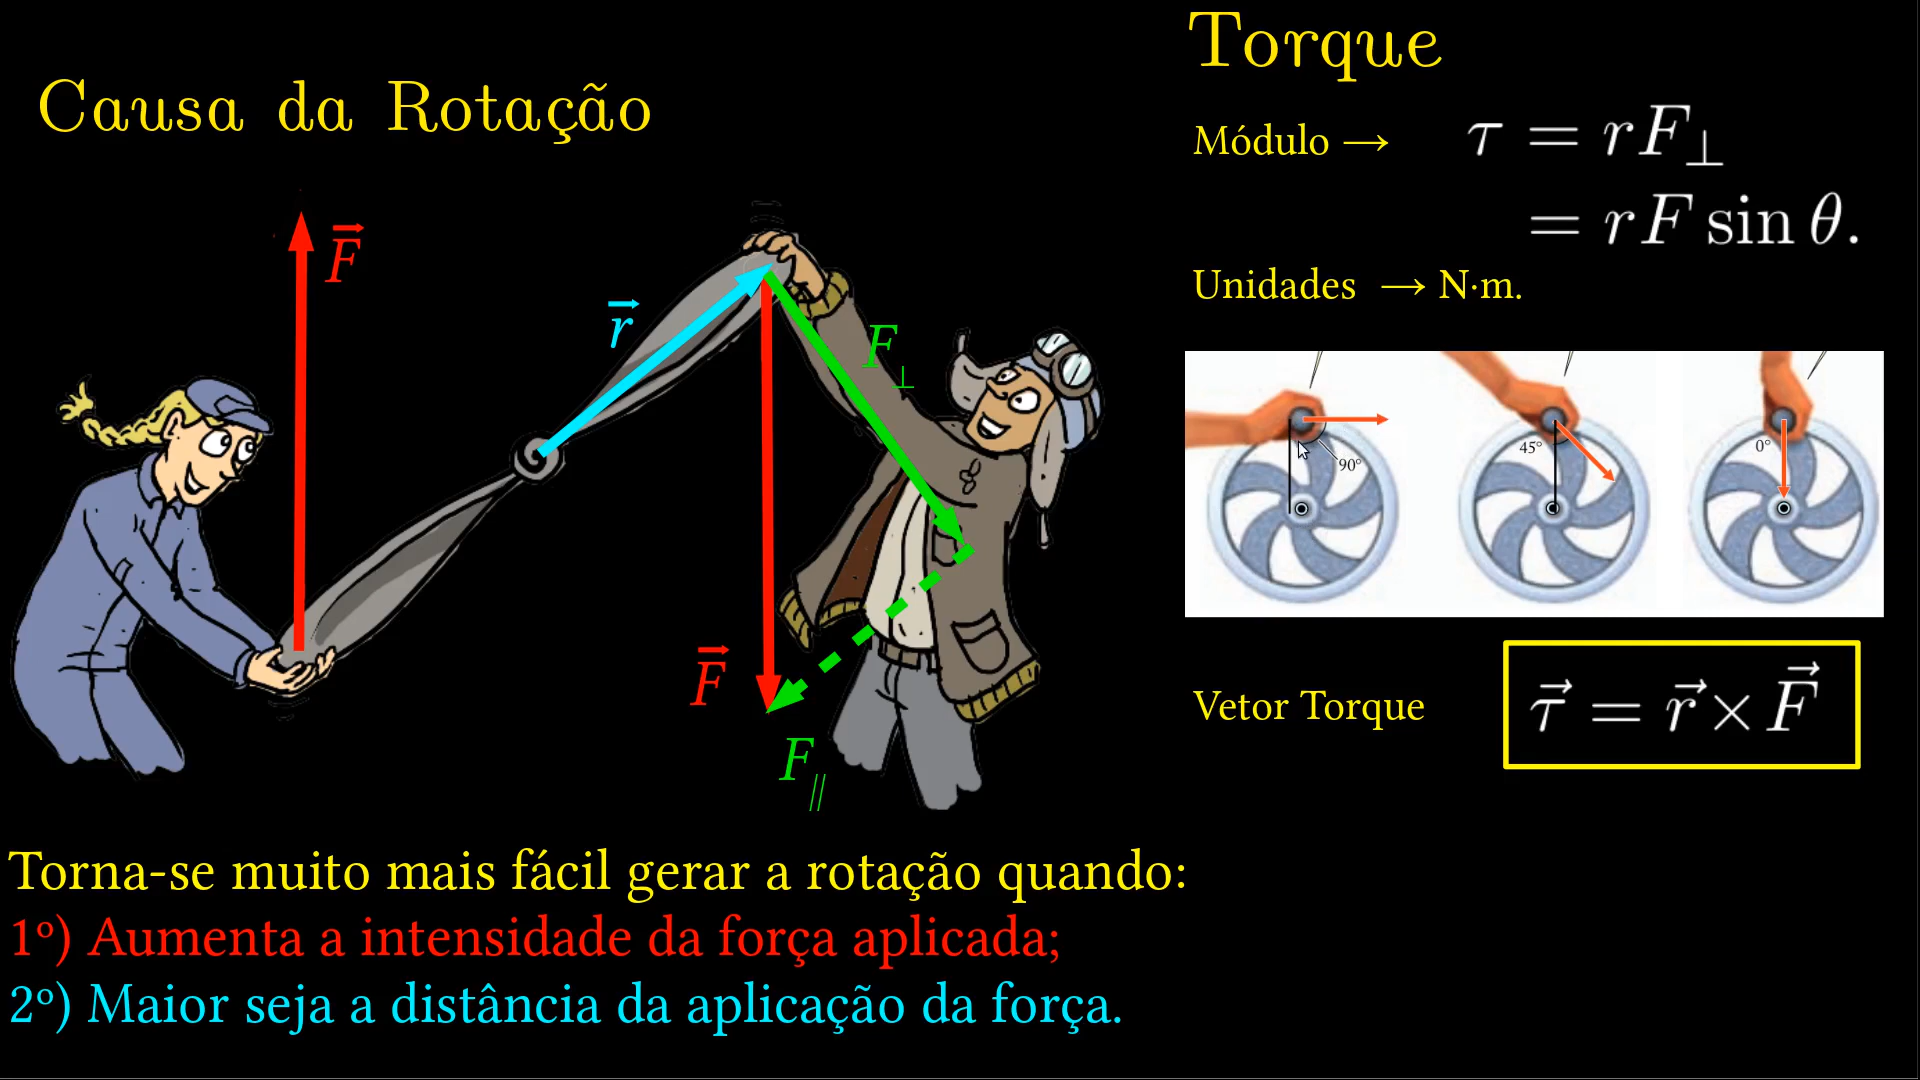 Causa da Rotação
F⃗
r⃗
F⊥
F⃗
F∥
Torna-se muito mais fácil gerar a rotação quando:
1º) Aumenta a intensidade da força aplicada;
2º) Maior seja a distância da aplicação da força.
Torque
Módulo → τ = rF⊥
= rF sin θ.
Unidades → N·m.
90°
45°
0°
Vetor Torque τ⃗ = r⃗ × F⃗